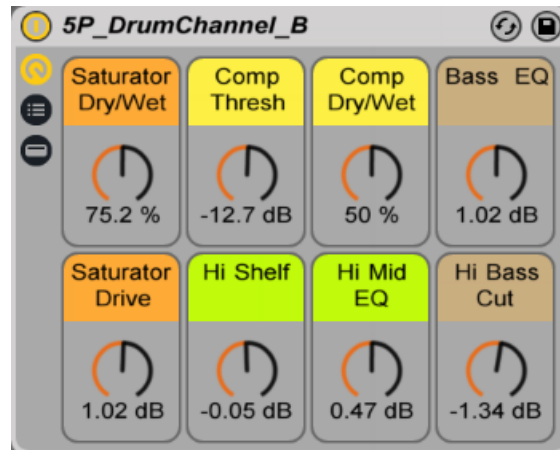 5P_DrumChannel_B
Saturator
Dry/Wet
75.2 %
Comp
Thresh
-12.7 dB
Comp
Dry/Wet
50 %
Bass EQ
1.02 dB
Saturator
Drive
1.02 dB
Hi Shelf
-0.05 dB
Hi Mid
EQ
0.47 dB
Hi Bass
Cut
-1.34 dB